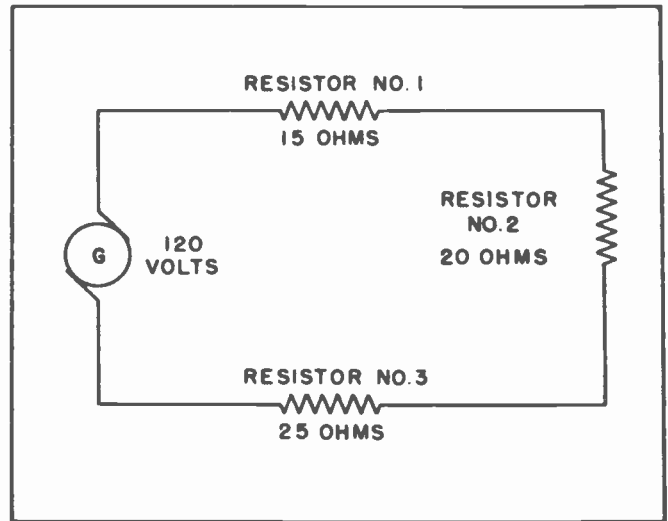 RESISTOR NO. 1
15 OHMS
RESISTOR
NO. 2
20 OHMS
G
120
VOLTS
RESISTOR NO. 3
25 OHMS